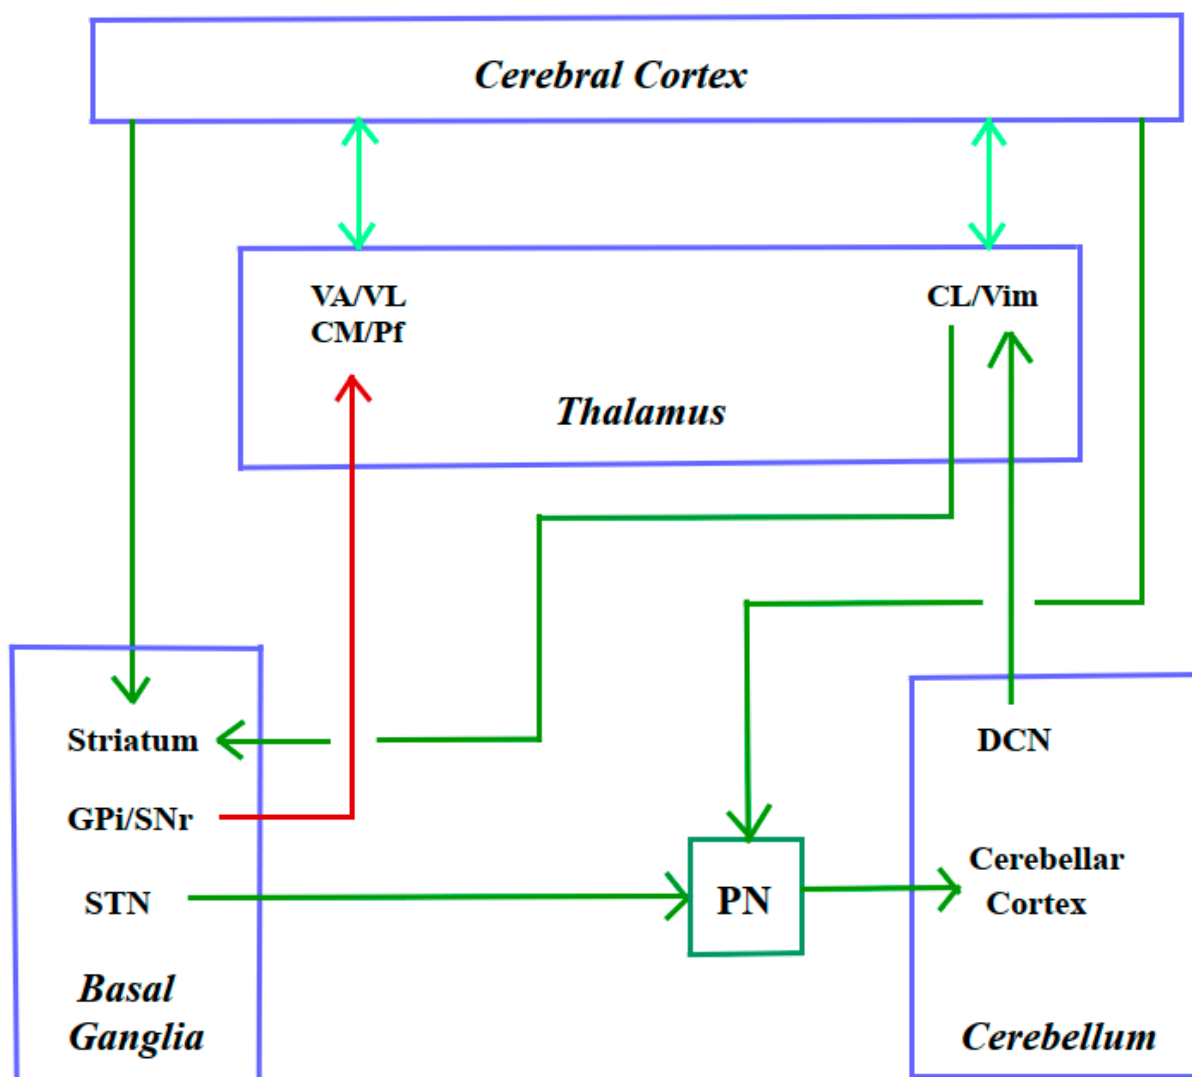 Cerebral Cortex
VA/VL
CM/Pf
CL/Vim
Thalamus
Striatum
GPi/SNr
STN
Basal
Ganglia
PN
DCN
Cerebellar
Cortex
Cerebellum